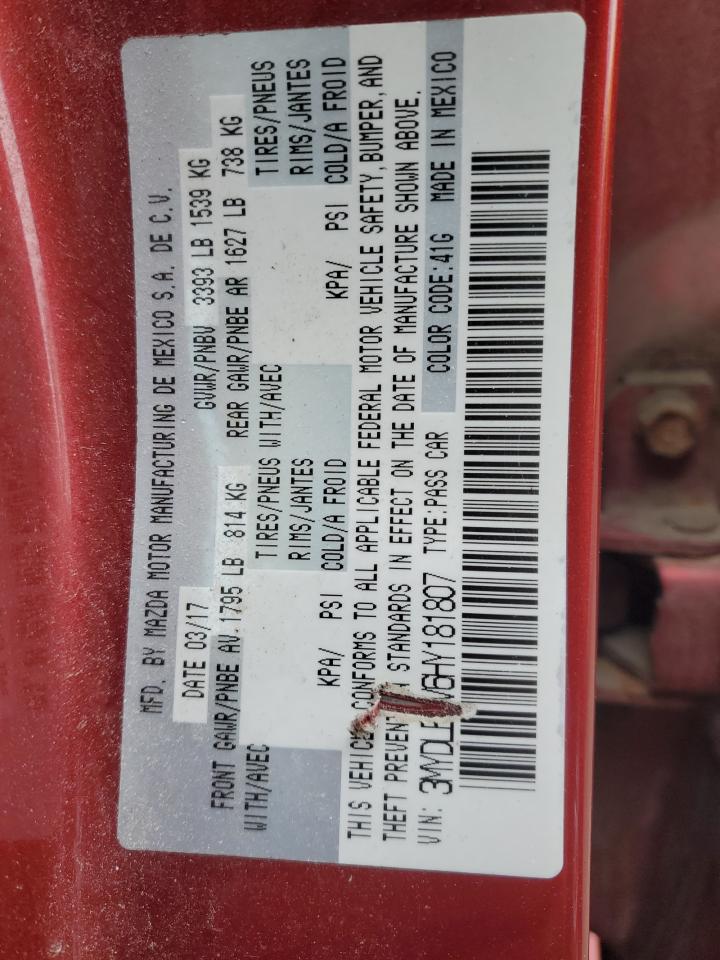 MFD. BY MAZDA MOTOR MANUFACTURING DE MEXICO S.A. DE C.V.
DATE 03/17 GVWR/PNBV 3393 LB 1539 KG
FRONT GAWR/PNBE AV. 1795 LB 814 KG REAR GAWR/PNBE AR 1627 LB 738 KG
WITH/AVEC TIRES/PNEUS WITH/AVEC TIRES/PNEUS
RIMS/JANTES RIMS/JANTES
KPA/ PSI COLD/A FROID KPA/ PSI COLD/A FROID
THIS VEHICLE CONFORMS TO ALL APPLICABLE FEDERAL MOTOR VEHICLE SAFETY, BUMPER, AND
THEFT STANDARDS IN EFFECT ON THE DATE OF MANUFACTURE SHOWN ABOVE.
VIN: TYPE:PASS CAR COLOR CODE:41G MADE IN MEXICO